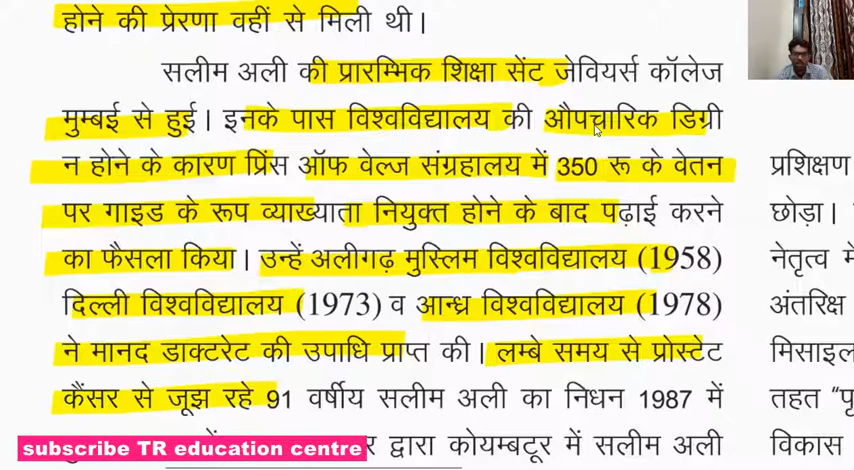 होने की प्रेरणा वहीं से मिली थी।
सलीम अली की प्रारम्भिक शिक्षा सेंट जेवियर्स कॉलेज
मुम्बई से हुई। इनके पास विश्वविद्यालय की औपचारिक डिग्री
न होने के कारण प्रिंस ऑफ वेल्ज संग्रहालय में 350 रू के वेतन
पर गाइड के रूप व्याख्याता नियुक्त होने के बाद पढ़ाई करने
का फैसला किया। उन्हें अलीगढ़ मुस्लिम विश्वविद्यालय (1958)
दिल्ली विश्वविद्यालय (1973) व आन्ध्र विश्वविद्यालय (1978)
ने मानद डाक्टरेट की उपाधि प्राप्त की। लम्बे समय से प्रोस्टेट
कैंसर से जूझ रहे 91 वर्षीय सलीम अली का निधन 1987 में
द्वारा कोयम्बटूर में सलीम अली
subscribe TR education centre
प्रशिक्षण
छोड़ा।
नेतृत्व में
अंतरिक्ष
मिसाइल
तहत “पृ
विकास